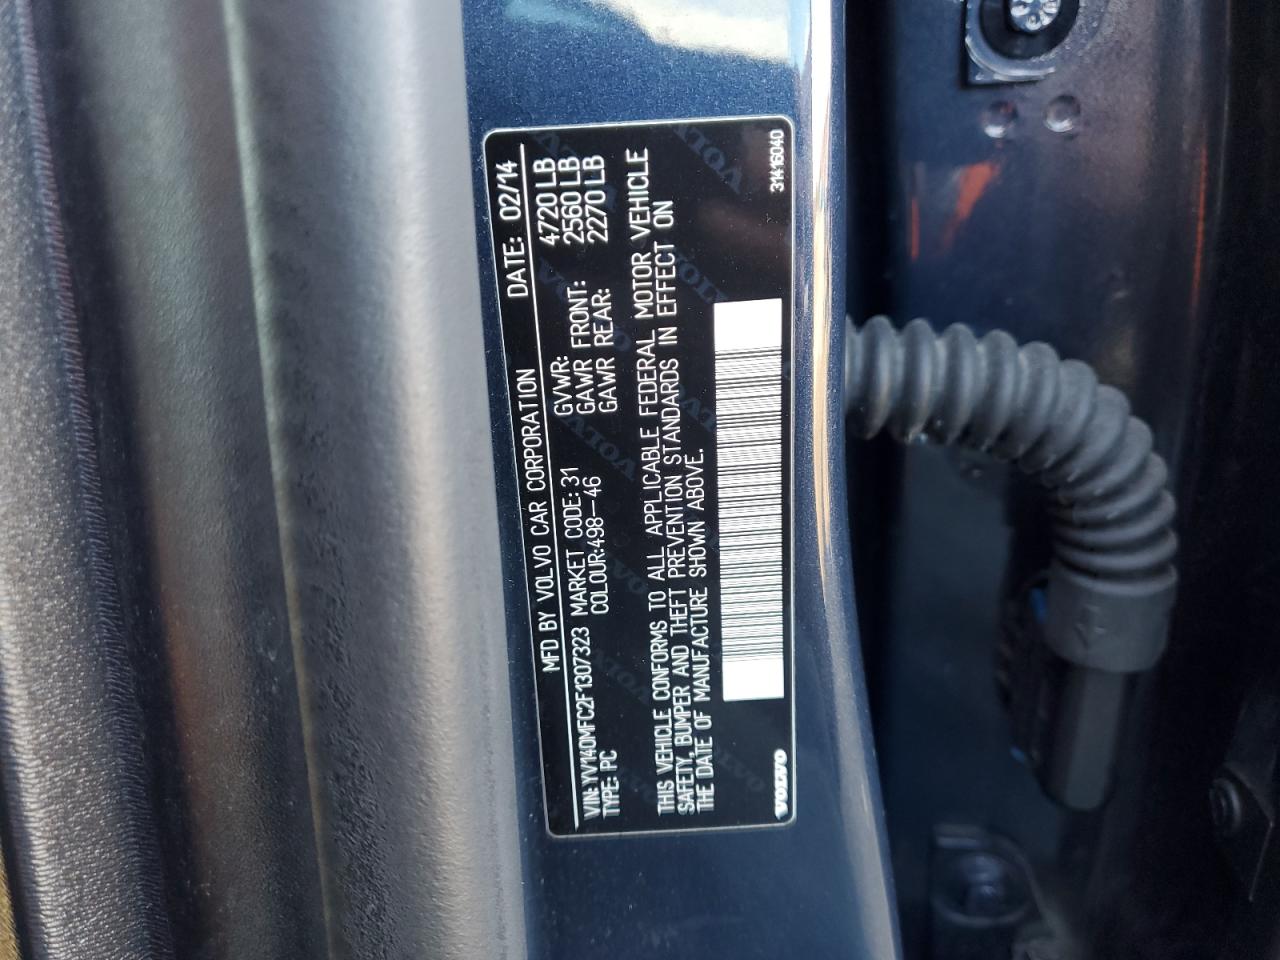 MFD BY VOLVO CAR CORPORATION DATE: 02/14
VIN: YV140MFC2F1307323 MARKET CODE: 31 GVWR: 4720 LB
TYPE: PC COLOUR:498-46 GAWR FRONT: 2560 LB
GAWR REAR: 2270 LB
THIS VEHICLE CONFORMS TO ALL APPLICABLE FEDERAL MOTOR VEHICLE
SAFETY, BUMPER AND THEFT PREVENTION STANDARDS IN EFFECT ON
THE DATE OF MANUFACTURE SHOWN ABOVE.
VOLVO 31416040